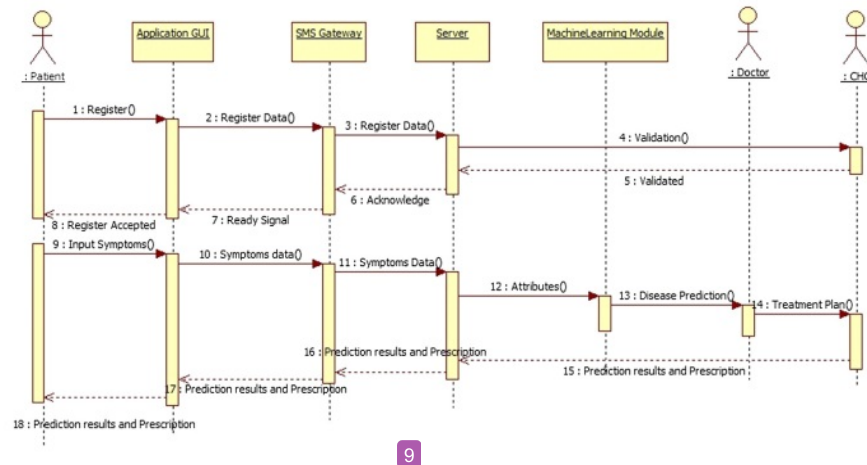 Application GUI
SMS Gateway
Server
MachineLearning Module
: Patient
: Doctor
: CHC
1 : Register()
2 : Register Data()
3 : Register Data()
4 : Validation()
5 : Validated
6 : Acknowledge
7 : Ready Signal
8 : Register Accepted
9 : Input Symptoms()
10 : Symptoms data()
11 : Symptoms Data()
12 : Attributes()
13 : Disease Prediction()
14 : Treatment Plan()
15 : Prediction results and Prescription
16 : Prediction results and Prescription
17 : Prediction results and Prescription
18 : Prediction results and Prescription
9